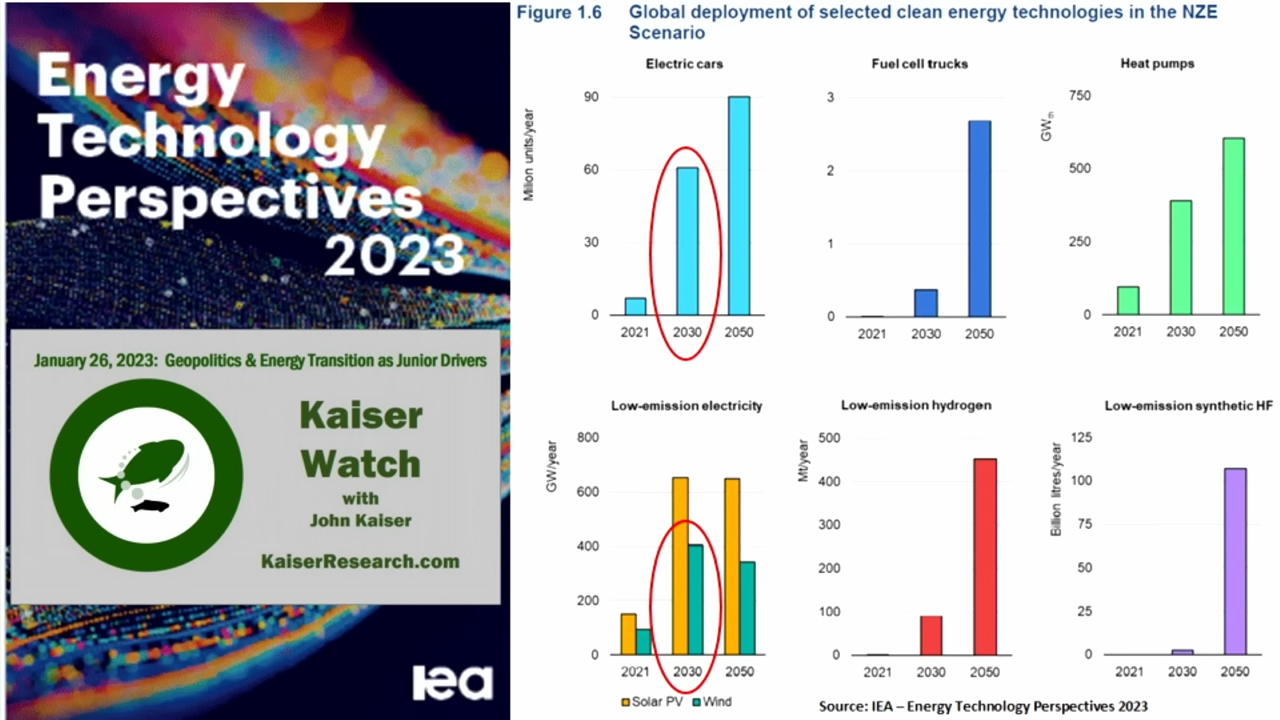 Energy
Technology
Perspectives
2023
January 26, 2023: Geopolitics & Energy Transition as Junior Drivers
Kaiser
Watch
with
John Kaiser
KaiserResearch.com
iea
Figure 1.6 Global deployment of selected clean energy technologies in the NZE
Scenario
Electric cars
Million units/year
90
60
30
0
2021 2030 2050
Fuel cell trucks
3
2
1
0
2021 2030 2050
Heat pumps
GWth
750
500
250
0
2021 2030 2050
Low-emission electricity
GW/year
800
600
400
200
0
2021 2030 2050
Solar PV Wind
Low-emission hydrogen
Mt/year
500
400
300
200
100
0
2021 2030 2050
Low-emission synthetic HF
Billion litres/year
125
100
75
50
25
0
2021 2030 2050
Source: IEA – Energy Technology Perspectives 2023